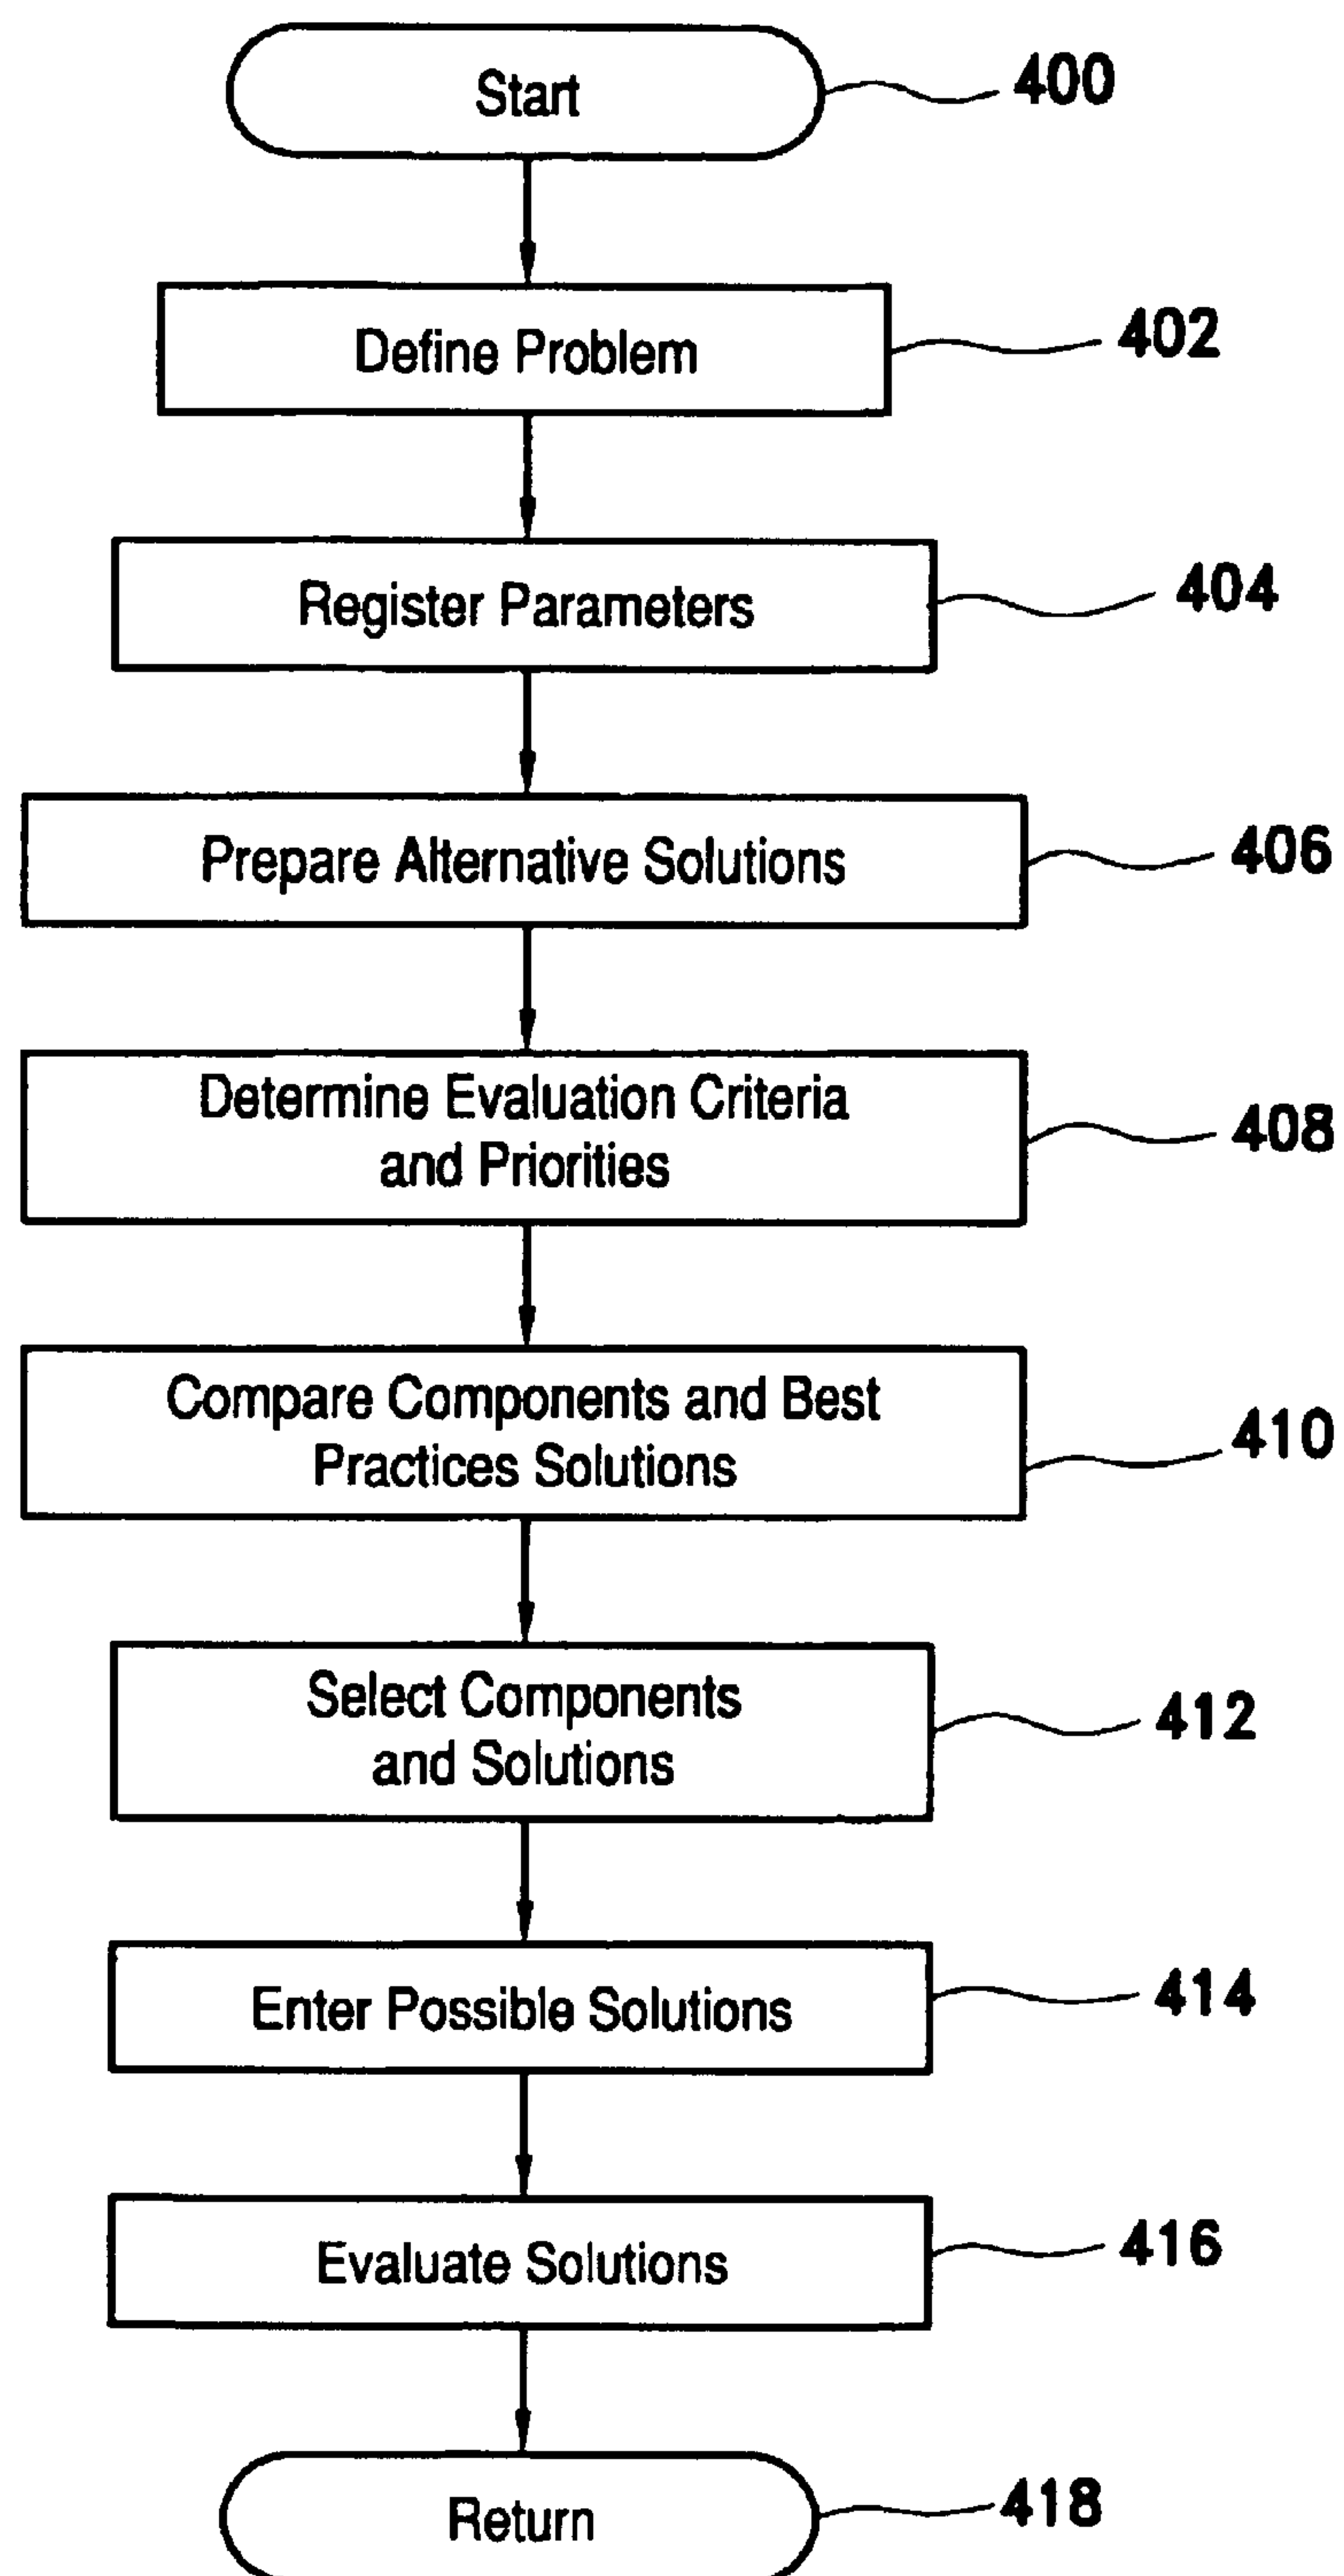 Start
400
Define Problem
402
Register Parameters
404
Prepare Alternative Solutions
406
Determine Evaluation Criteria
and Priorities
408
Compare Components and Best
Practices Solutions
410
Select Components
and Solutions
412
Enter Possible Solutions
414
Evaluate Solutions
416
Return
418